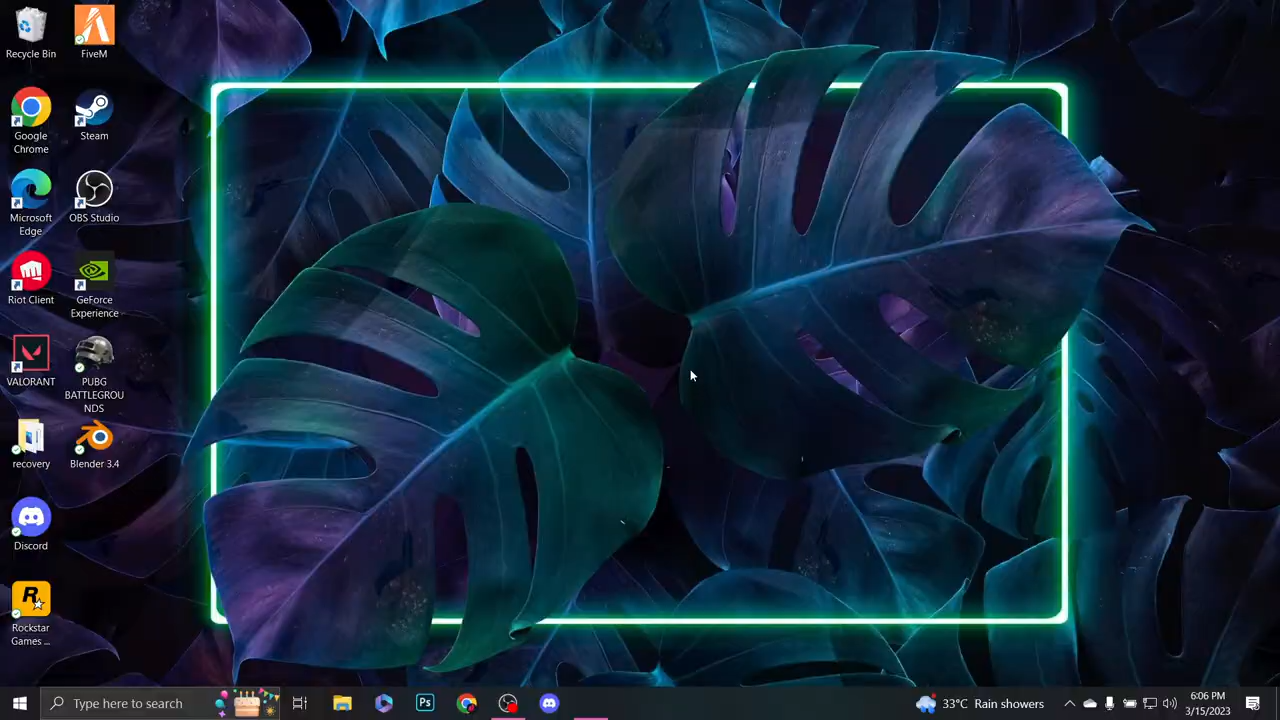 Recycle Bin
FiveM
Google
Chrome
Steam
Microsoft
Edge
OBS Studio
Riot Client
GeForce
Experience
VALORANT
PUBG
BATTLEGROU
NDS
recovery
Blender 3.4
Discord
R
Rockstar
Games ...
Type here to search
Ps
33°C Rain showers
6:06 PM
3/15/2023